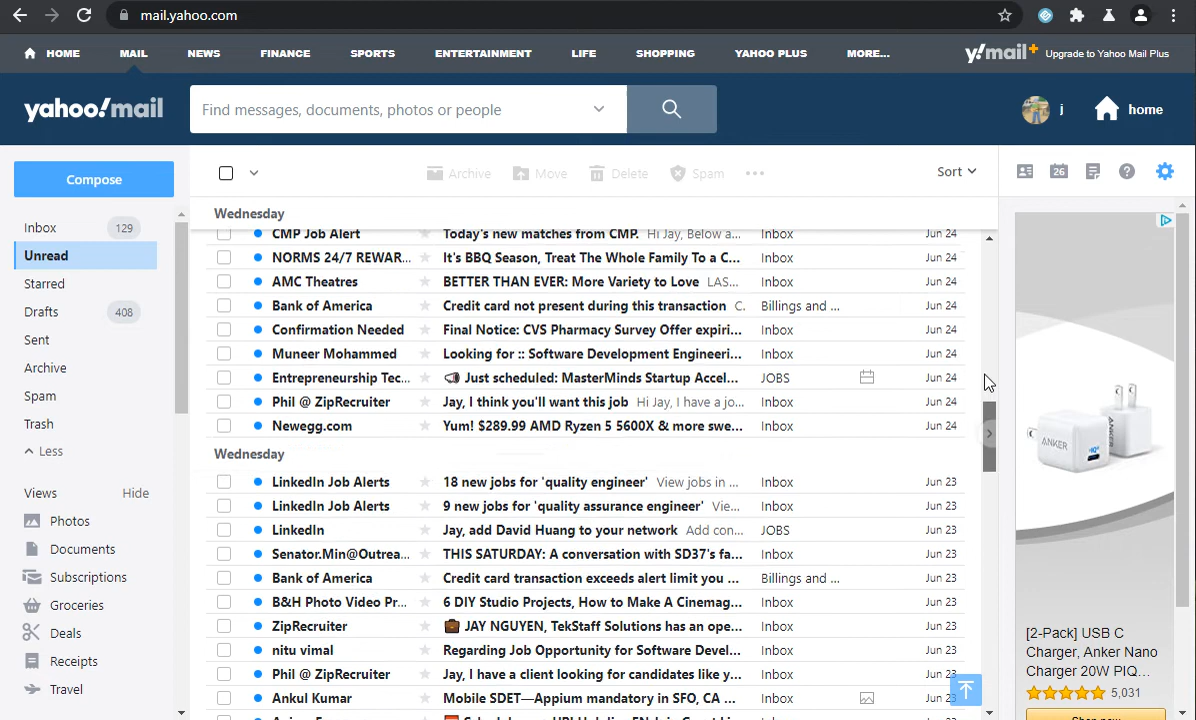 mail.yahoo.com
HOME MAIL NEWS FINANCE SPORTS ENTERTAINMENT LIFE SHOPPING YAHOO PLUS MORE... y!mail+ Upgrade to Yahoo Mail Plus
yahoo!mail Find messages, documents, photos or people j home
Compose
Archive Move Delete Spam ••• Sort 26
Inbox 129
Unread
Starred
Drafts 408
Sent
Archive
Spam
Trash
Less
Views Hide
Photos
Documents
Subscriptions
Groceries
Deals
Receipts
Travel
Wednesday
CMP Job Alert Today's new matches from CMP. Hi Jay, Below a... Inbox Jun 24
NORMS 24/7 REWAR... It's BBQ Season, Treat The Whole Family To a C... Inbox Jun 24
AMC Theatres BETTER THAN EVER: More Variety to Love LAS... Inbox Jun 24
Bank of America Credit card not present during this transaction C. Billings and ... Jun 24
Confirmation Needed Final Notice: CVS Pharmacy Survey Offer expiri... Inbox Jun 24
Muneer Mohammed Looking for :: Software Development Engineeri... Inbox Jun 24
Entrepreneurship Tec... Just scheduled: MasterMinds Startup Accel... JOBS Jun 24
Phil @ ZipRecruiter Jay, I think you'll want this job Hi Jay, I have a jo... Inbox Jun 24
Newegg.com Yum! $289.99 AMD Ryzen 5 5600X & more swe... Inbox Jun 24
Wednesday
LinkedIn Job Alerts 18 new jobs for 'quality engineer' View jobs in ... Inbox Jun 23
LinkedIn Job Alerts 9 new jobs for 'quality assurance engineer' Vie... Inbox Jun 23
LinkedIn Jay, add David Huang to your network Add con... JOBS Jun 23
Senator.Min@Outrea... THIS SATURDAY: A conversation with SD37's fa... Inbox Jun 23
Bank of America Credit card transaction exceeds alert limit you ... Billings and ... Jun 23
B&H Photo Video Pr... 6 DIY Studio Projects, How to Make A Cinemag... Inbox Jun 23
ZipRecruiter JAY NGUYEN, TekStaff Solutions has an ope... Inbox Jun 23
nitu vimal Regarding Job Opportunity for Software Devel... Inbox Jun 23
Phil @ ZipRecruiter Jay, I have a client looking for candidates like y... Inbox Jun 23
Ankul Kumar Mobile SDET—Appium mandatory in SFO, CA ... Inbox Jun 23
ANKER
ANKER
[2-Pack] USB C
Charger, Anker Nano
Charger 20W PIQ...
5,031